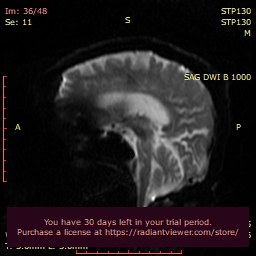 Im: 36/48
Se: 11
S
STP130
STP130
M
SAG DWI B 1000
A
P
You have 30 days left in your trial period.
Purchase a license at https://radiantviewer.com/store/